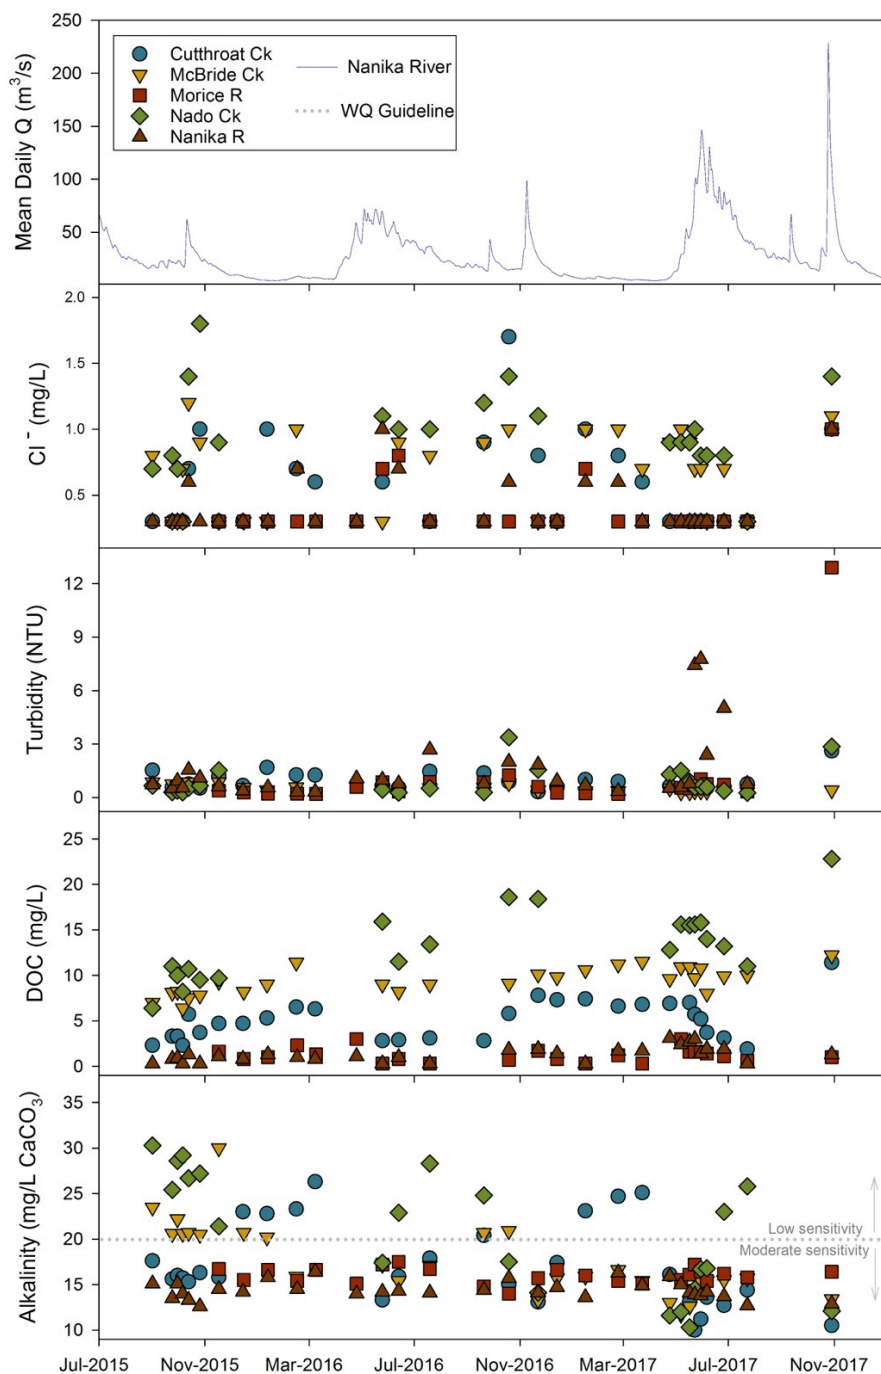 250
200
150
100
50
Mean Daily Q (m³/s)
Cutthroat Ck
McBride Ck
Morice R
Nado Ck
Nanika R
Nanika River
WQ Guideline
2.0
1.5
1.0
0.5
Cl⁻ (mg/L)
12
9
6
3
0
Turbidity (NTU)
25
20
15
10
5
0
DOC (mg/L)
35
30
25
20
15
10
Alkalinity (mg/L CaCO₃)
Low sensitivity
Moderate sensitivity
Jul-2015
Nov-2015
Mar-2016
Jul-2016
Nov-2016
Mar-2017
Jul-2017
Nov-2017